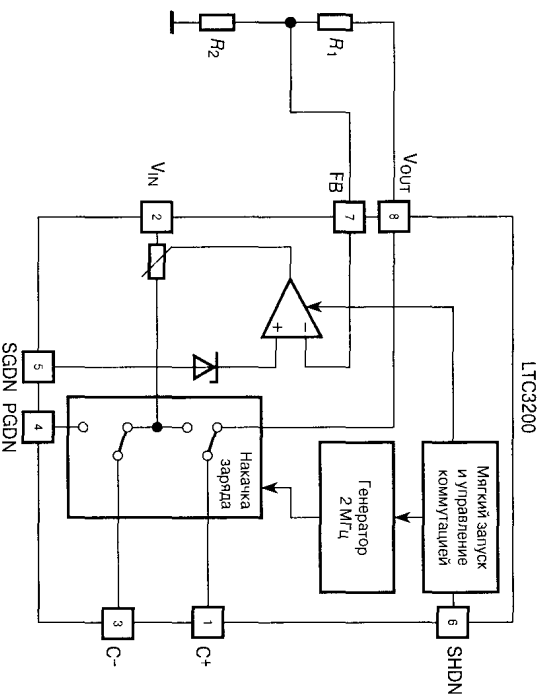 LTC3200
VOUT
8
FB
7
VIN
2
R1
R2
+
−
SGDN
5
PGDN
4
Накачка
заряда
Генератор
2 МГц
Мягкий запуск
и управление
коммутацией
3
C-
1
C+
6
SHDN